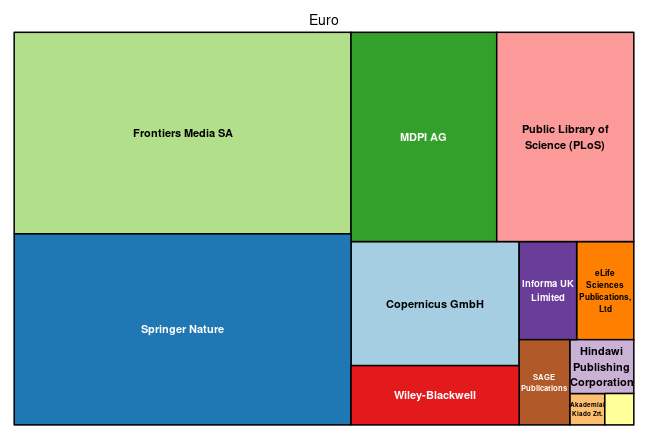 Euro
Frontiers Media SA
MDPI AG
Public Library of
Science (PLoS)
Springer Nature
Copernicus GmbH
Informa UK
Limited
eLife
Sciences
Publications,
Ltd
Wiley-Blackwell
SAGE
Publications
Hindawi
Publishing
Corporation
Akademiai
Kiado Zrt.